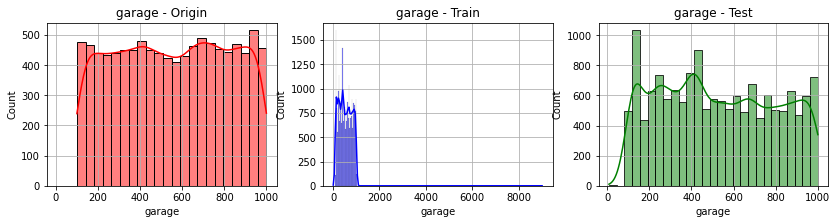 garage - Origin
500
400
300
200
100
0
Count
0 200 400 600 800 1000
garage
garage - Train
1500
1250
1000
750
500
250
0
Count
0 2000 4000 6000 8000
garage
garage - Test
1000
800
600
400
200
0
Count
0 200 400 600 800 1000
garage